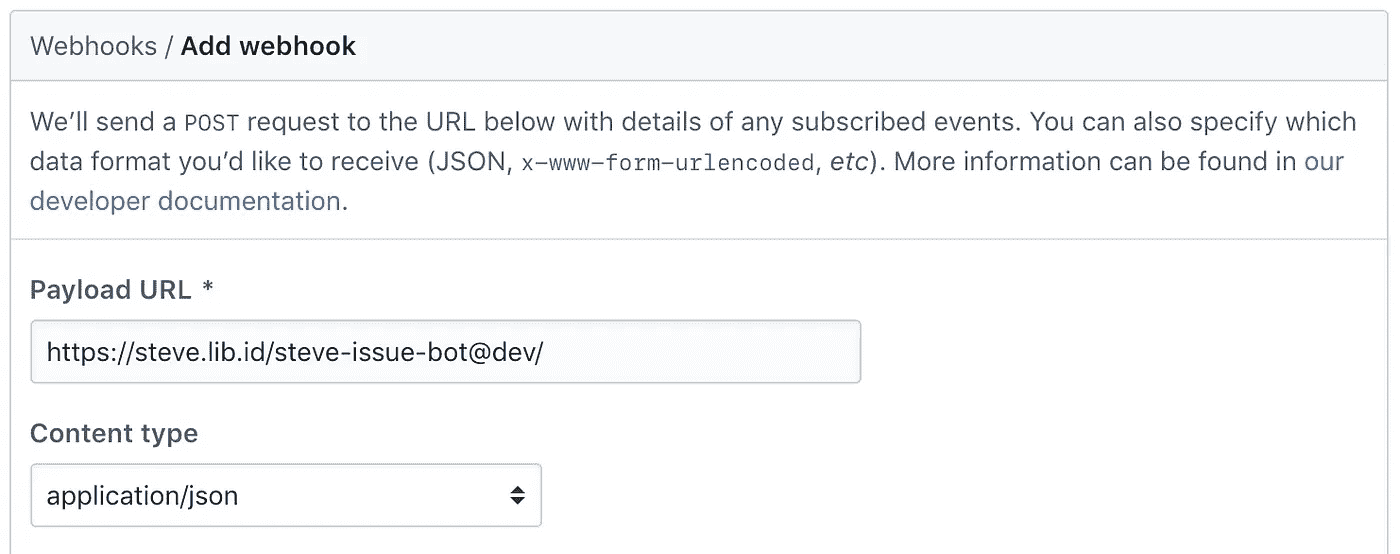 Webhooks / Add webhook
We’ll send a POST request to the URL below with details of any subscribed events. You can also specify which
data format you’d like to receive (JSON, x-www-form-urlencoded, etc). More information can be found in our
developer documentation.
Payload URL *
https://steve.lib.id/steve-issue-bot@dev/
Content type
application/json